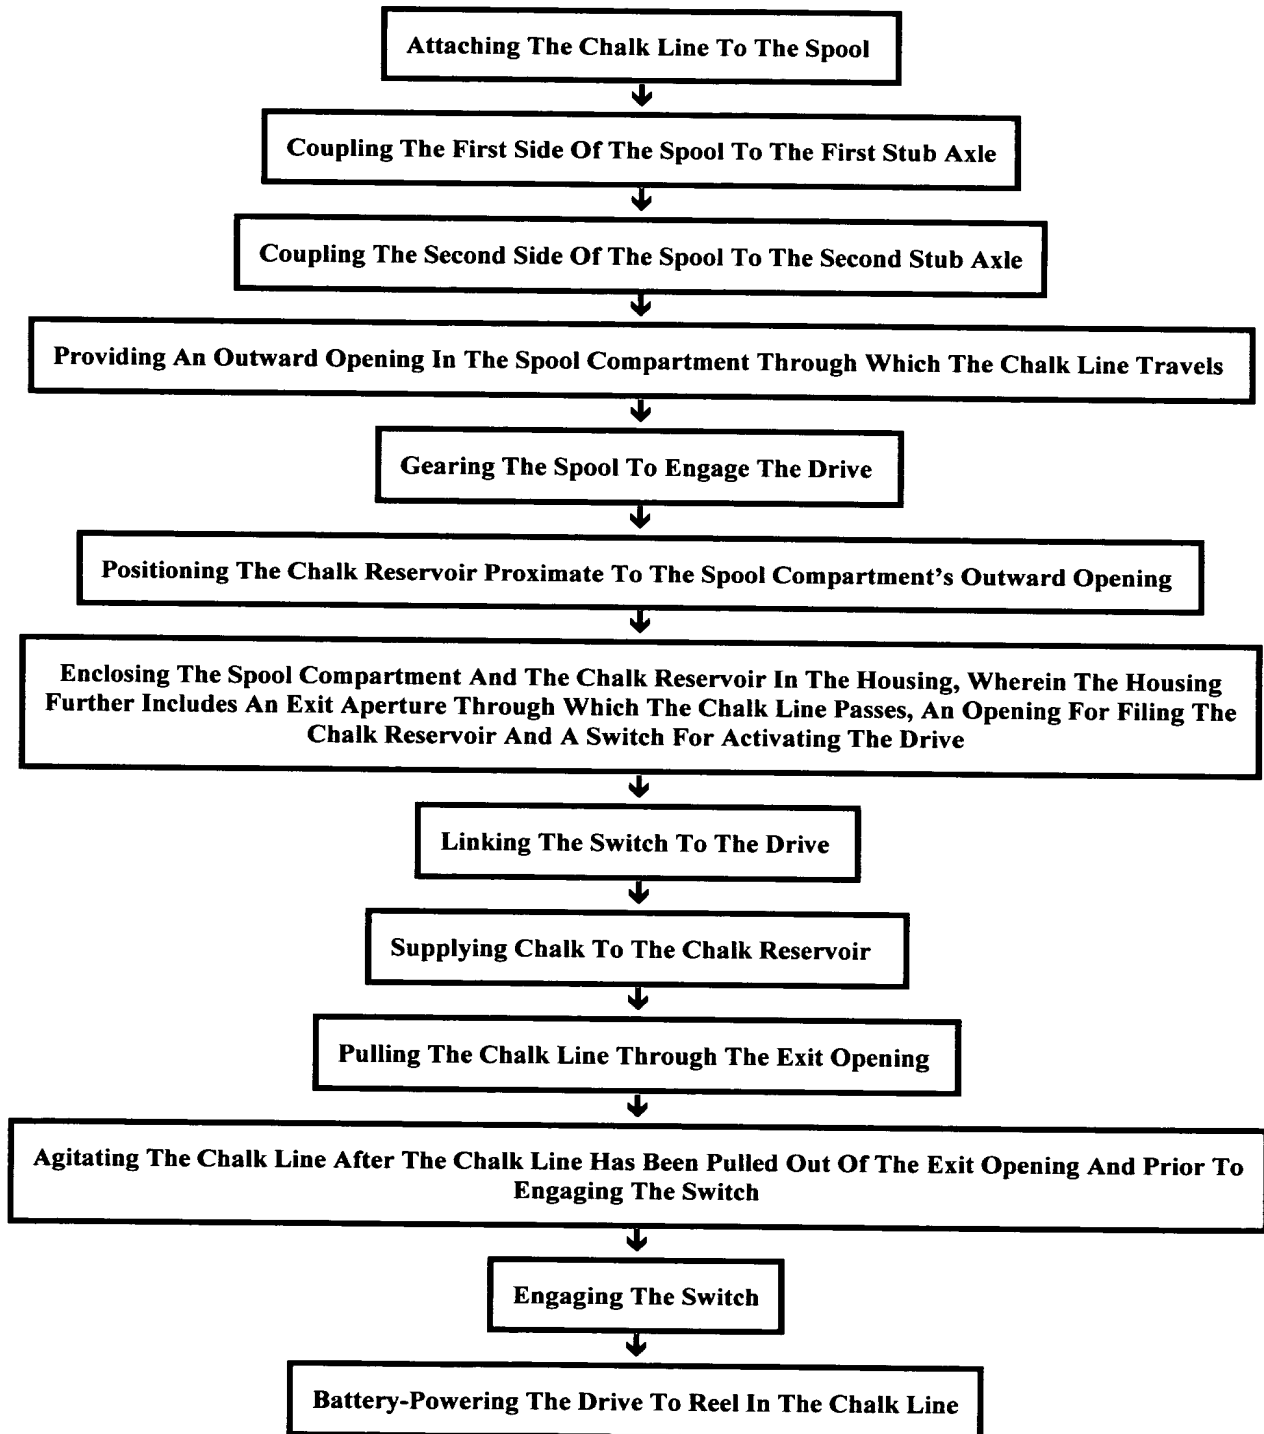 Attaching The Chalk Line To The Spool
Coupling The First Side Of The Spool To The First Stub Axle
Coupling The Second Side Of The Spool To The Second Stub Axle
Providing An Outward Opening In The Spool Compartment Through Which The Chalk Line Travels
Gearing The Spool To Engage The Drive
Positioning The Chalk Reservoir Proximate To The Spool Compartment's Outward Opening
Enclosing The Spool Compartment And The Chalk Reservoir In The Housing, Wherein The Housing
Further Includes An Exit Aperture Through Which The Chalk Line Passes, An Opening For Filing The
Chalk Reservoir And A Switch For Activating The Drive
Linking The Switch To The Drive
Supplying Chalk To The Chalk Reservoir
Pulling The Chalk Line Through The Exit Opening
Agitating The Chalk Line After The Chalk Line Has Been Pulled Out Of The Exit Opening And Prior To
Engaging The Switch
Engaging The Switch
Battery-Powering The Drive To Reel In The Chalk Line